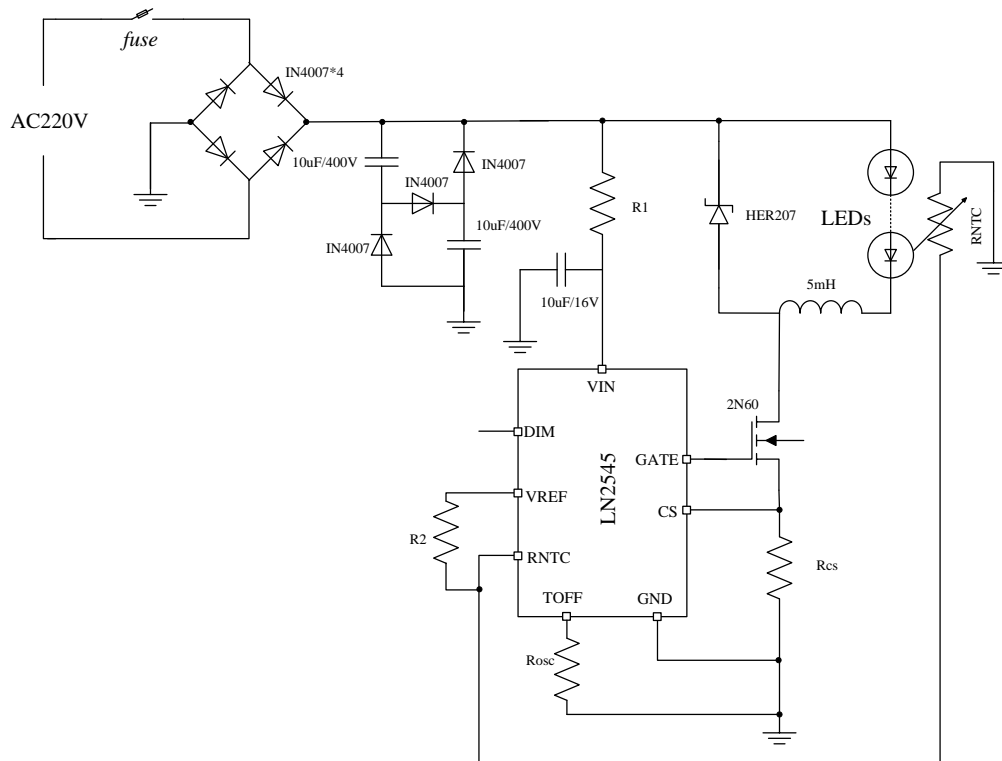 fuse
IN4007*4
AC220V
10uF/400V
IN4007
IN4007
IN4007
10uF/400V
R1
10uF/16V
HER207
LEDs
RNTC
5mH
VIN
2N60
DIM
GATE
VREF
LN2545
CS
R2
RNTC
Rcs
TOFF
GND
Rosc